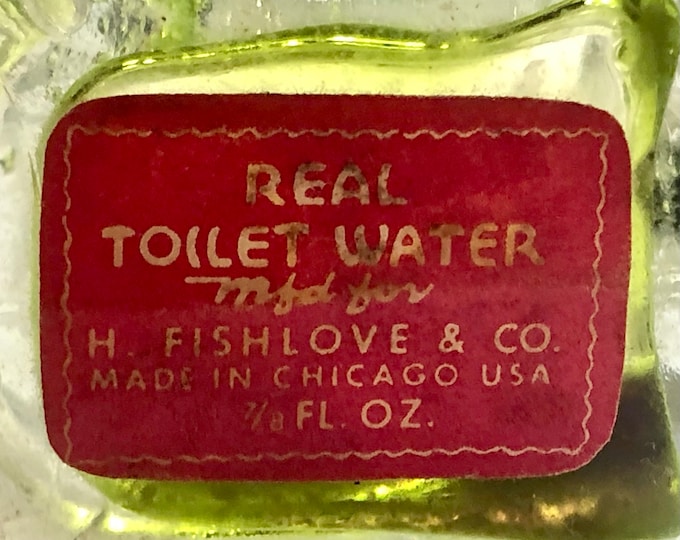 REAL
TOILET WATER
Mfd for
H. FISHLOVE & CO.
MADE IN CHICAGO USA
7/8 FL. OZ.